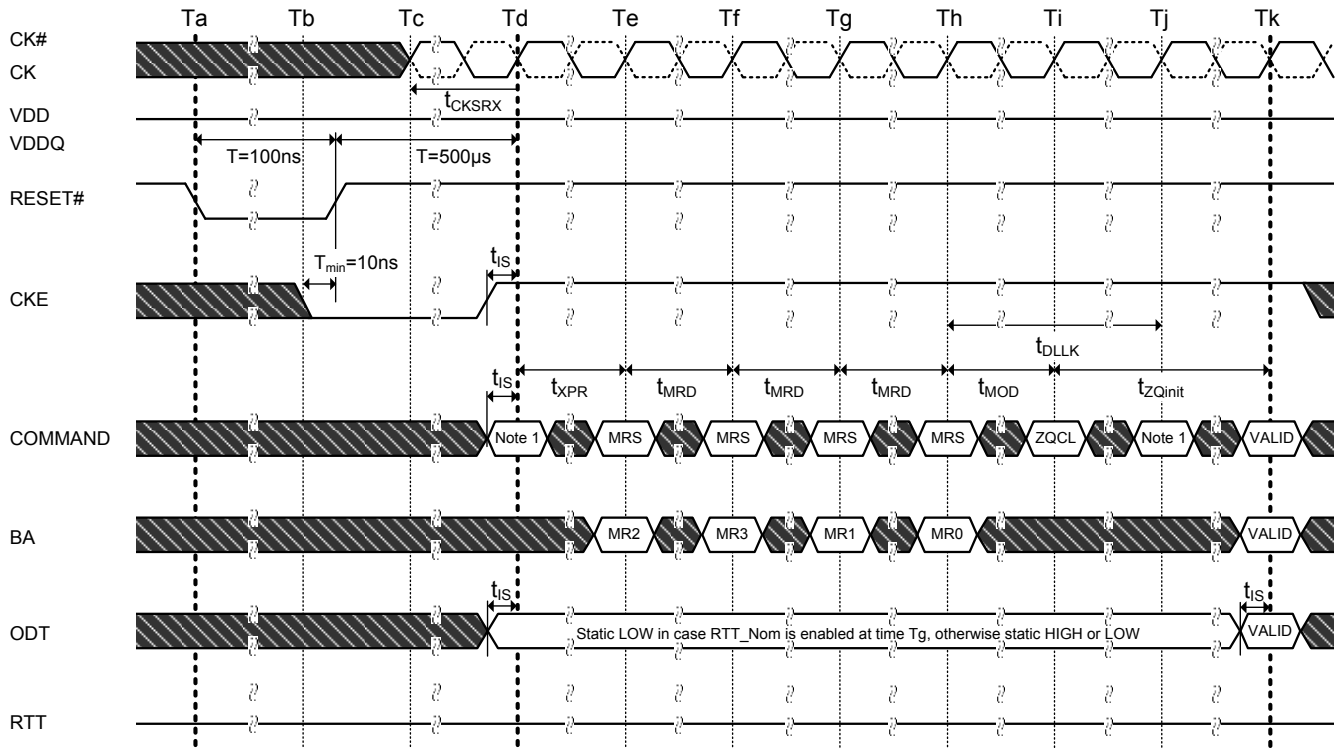 Ta Tb Tc Td Te Tf Tg Th Ti Tj Tk
CK#
CK
tCKSRX
VDD
VDDQ
T=100ns T=500µs
RESET#
Tmin=10ns tIS
CKE
tDLLK
tIS tXPR tMRD tMRD tMRD tMOD tZQinit
COMMAND Note 1 MRS MRS MRS MRS ZQCL Note 1 VALID
BA MR2 MR3 MR1 MR0 VALID
tIS tIS
ODT Static LOW in case RTT_Nom is enabled at time Tg, otherwise static HIGH or LOW VALID
RTT